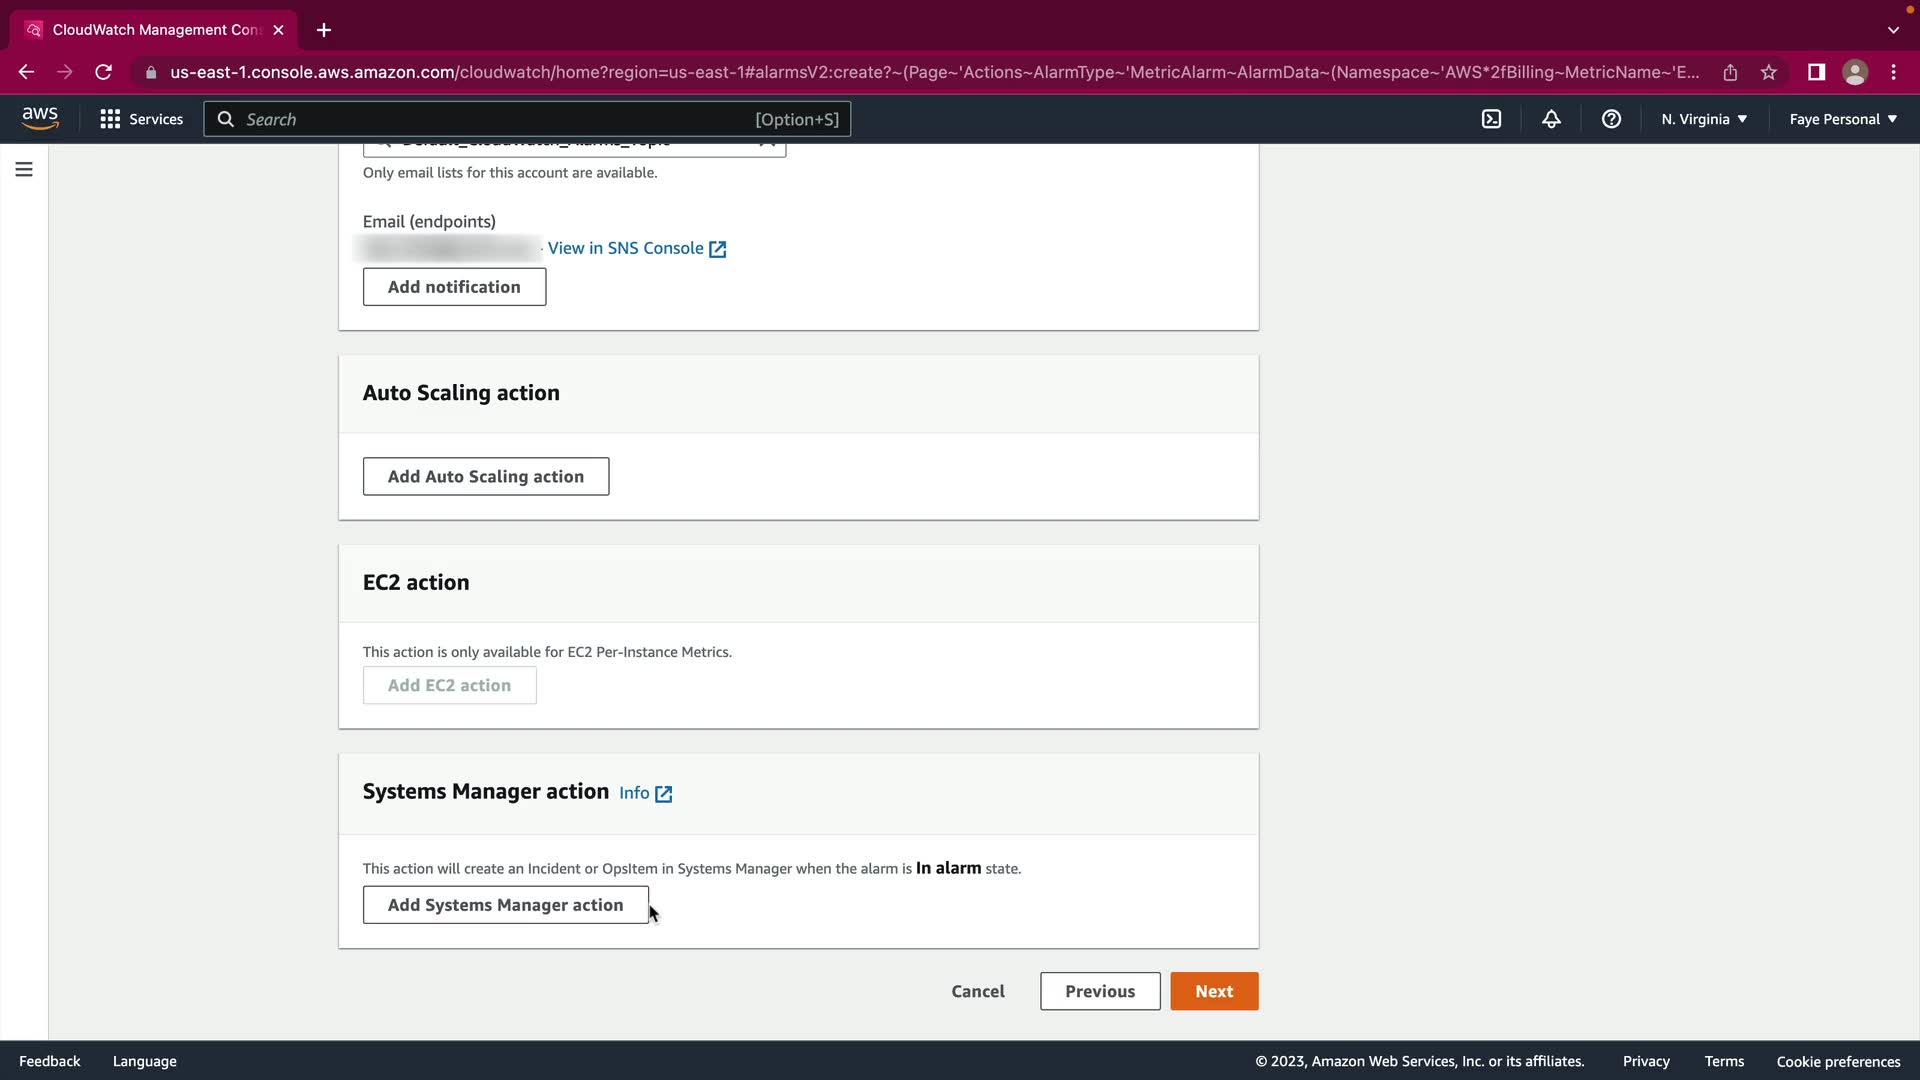 CloudWatch Management Con
us-east-1.console.aws.amazon.com/cloudwatch/home?region=us-east-1#alarmsV2:create?~(Page~'Actions~AlarmType~'MetricAlarm~AlarmData~(Namespace~'AWS*2fBilling~MetricName~'E...
aws
Services
Search
[Option+S]
N. Virginia
Faye Personal
Default_CloudWatch_Alarms_Topic
Only email lists for this account are available.
Email (endpoints)
- View in SNS Console
Add notification
Auto Scaling action
Add Auto Scaling action
EC2 action
This action is only available for EC2 Per-Instance Metrics.
Add EC2 action
Systems Manager action Info
This action will create an Incident or OpsItem in Systems Manager when the alarm is In alarm state.
Add Systems Manager action
Cancel
Previous
Next
Feedback
Language
© 2023, Amazon Web Services, Inc. or its affiliates.
Privacy
Terms
Cookie preferences